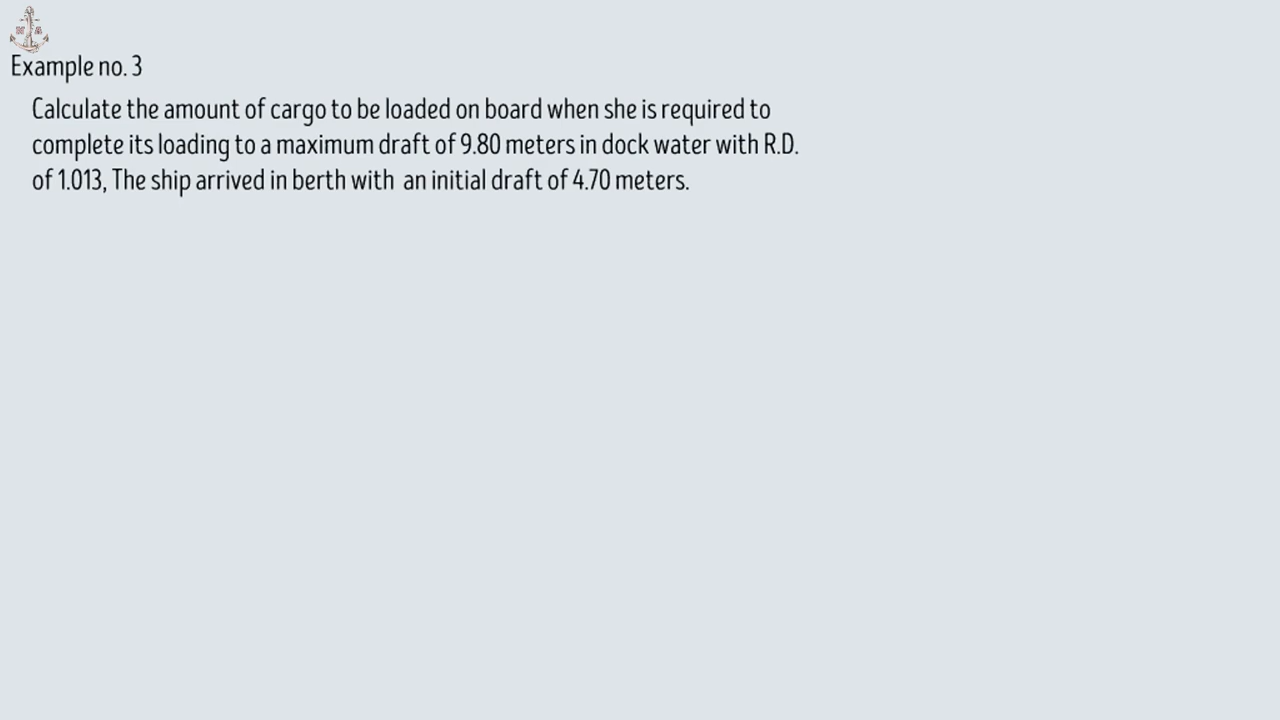 Example no. 3
Calculate the amount of cargo to be loaded on board when she is required to
complete its loading to a maximum draft of 9.80 meters in dock water with R.D.
of 1.013, The ship arrived in berth with  an initial draft of 4.70 meters.